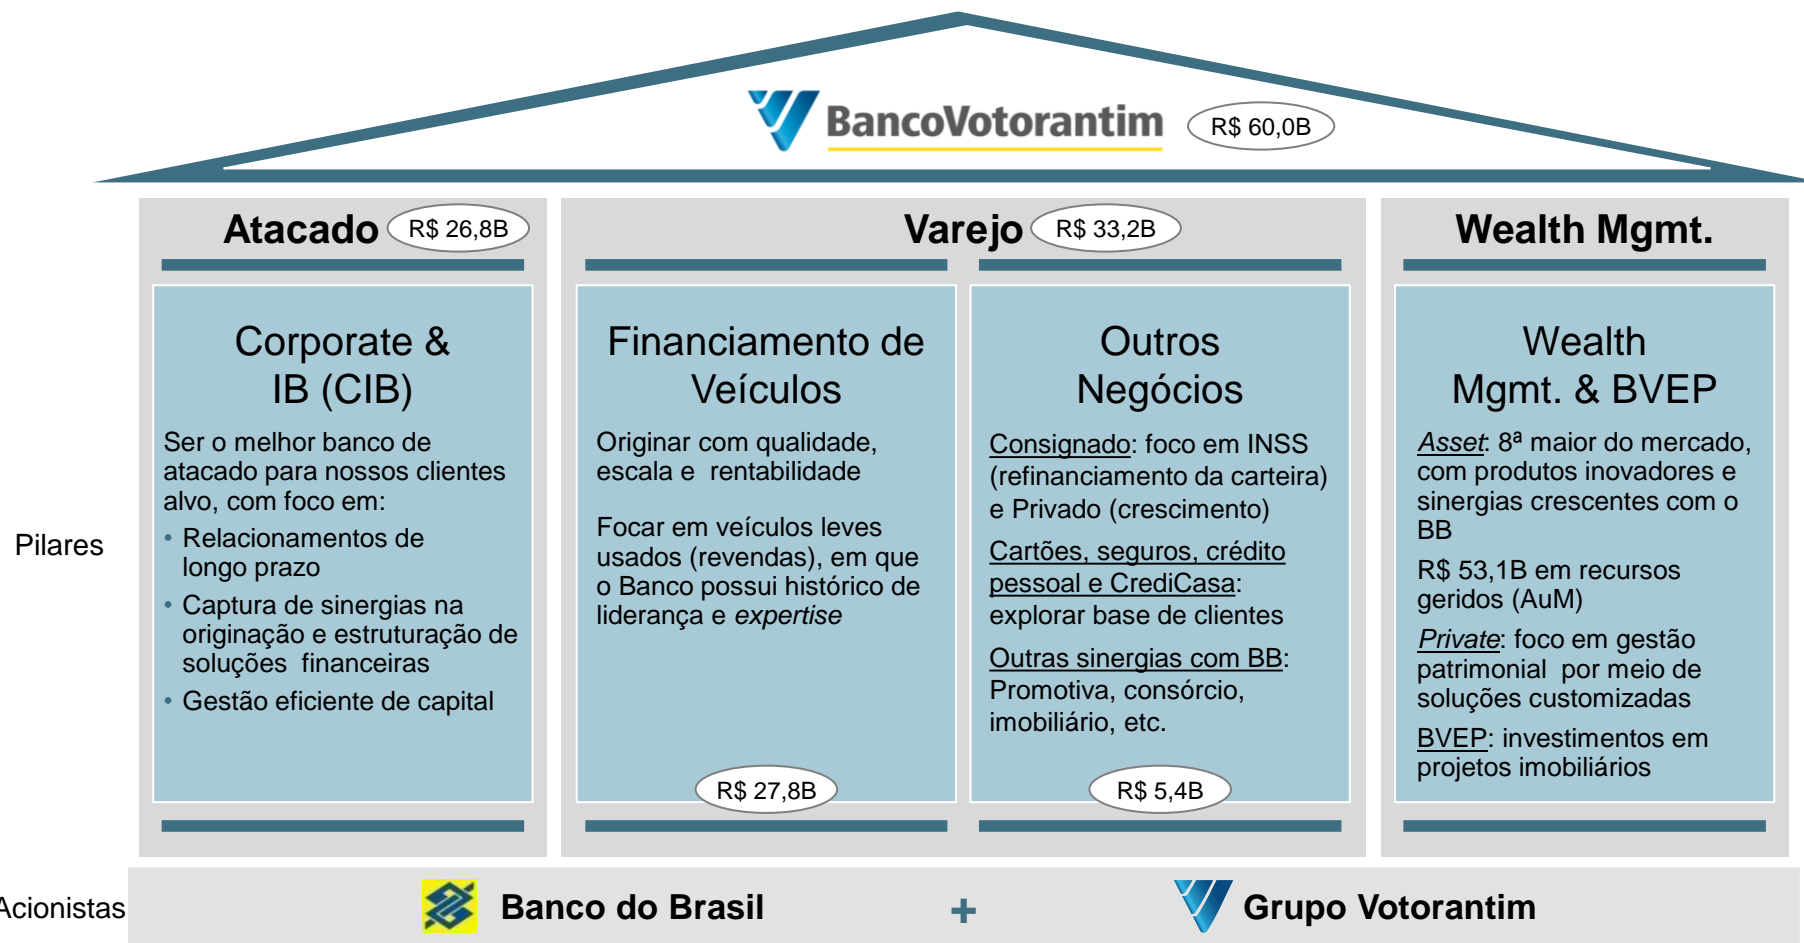 BancoVotorantim
R$ 60,0B
Atacado
R$ 26,8B
Varejo
R$ 33,2B
Wealth Mgmt.
Pilares
Corporate &
IB (CIB)
Ser o melhor banco de
atacado para nossos clientes
alvo, com foco em:
• Relacionamentos de
longo prazo
• Captura de sinergias na
originação e estruturação de
soluções financeiras
• Gestão eficiente de capital
Financiamento de
Veículos
Originar com qualidade,
escala e rentabilidade
Focar em veículos leves
usados (revendas), em que
o Banco possui histórico de
liderança e expertise
R$ 27,8B
Outros
Negócios
Consignado: foco em INSS
(refinanciamento da carteira)
e Privado (crescimento)
Cartões, seguros, crédito
pessoal e CrediCasa:
explorar base de clientes
Outras sinergias com BB:
Promotiva, consórcio,
imobiliário, etc.
R$ 5,4B
Wealth
Mgmt. & BVEP
Asset: 8ª maior do mercado,
com produtos inovadores e
sinergias crescentes com o
BB
R$ 53,1B em recursos
geridos (AuM)
Private: foco em gestão
patrimonial por meio de
soluções customizadas
BVEP: investimentos em
projetos imobiliários
Acionistas
Banco do Brasil
+
Grupo Votorantim